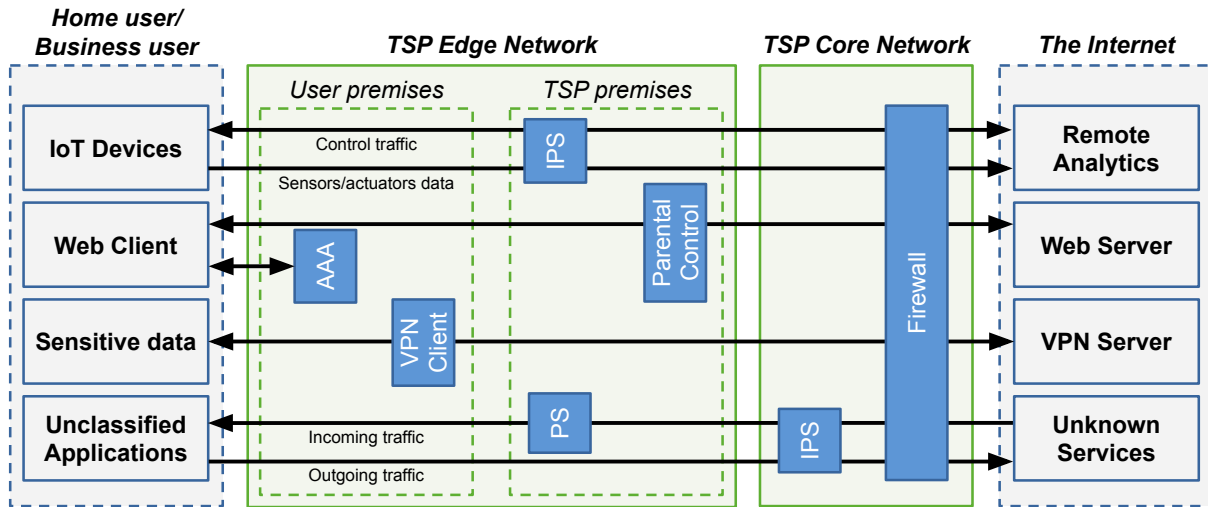 Home user/
Business user
TSP Edge Network
TSP Core Network
The Internet
User premises
TSP premises
IoT Devices
Control traffic
Sensors/actuators data
IPS
Remote
Analytics
Web Client
AAA
Parental
Control
Firewall
Web Server
Sensitive data
VPN
Client
VPN Server
Unclassified
Applications
Incoming traffic
Outgoing traffic
PS
IPS
Unknown
Services